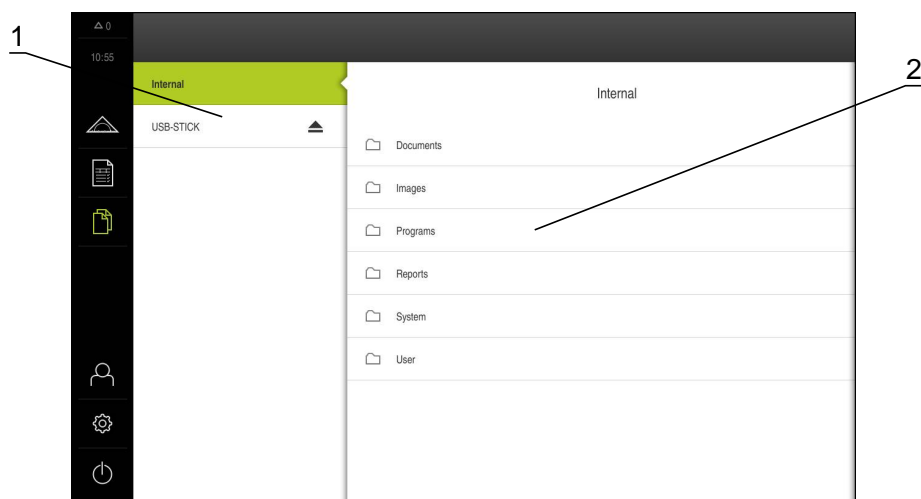 1
0
10:55
Internal
USB-STICK
Internal
2
Documents
Images
Programs
Reports
System
User